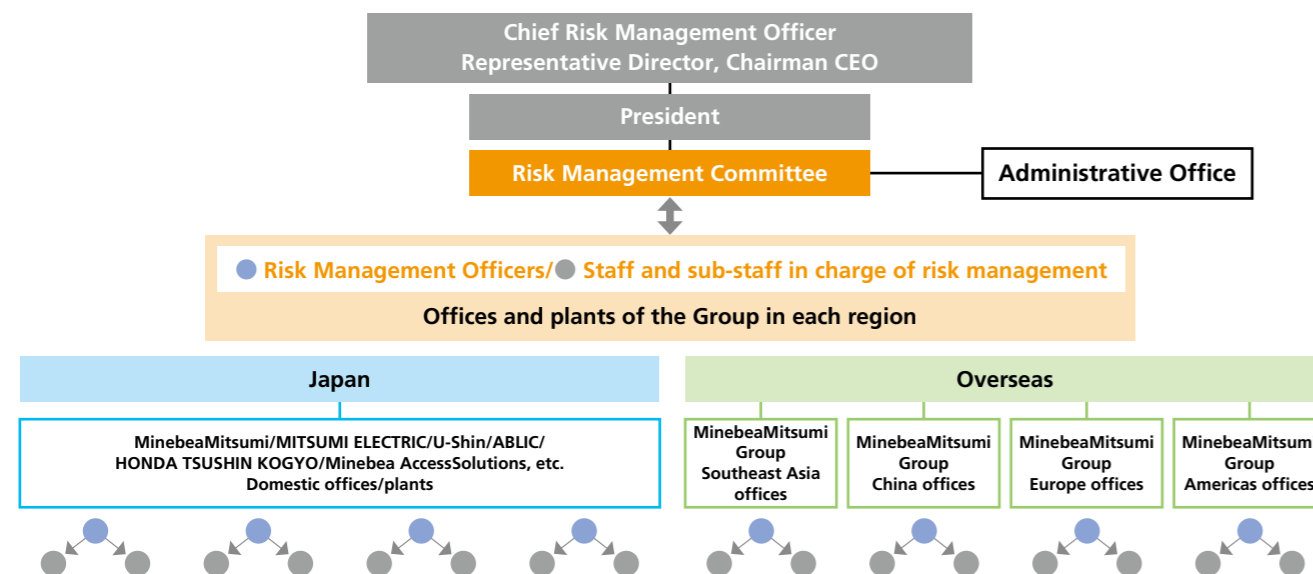 Chief Risk Management Officer
Representative Director, Chairman CEO
President
Risk Management Committee
Administrative Office
Risk Management Officers/ Staff and sub-staff in charge of risk management
Offices and plants of the Group in each region
Japan
Overseas
MinebeaMitsumi/MITSUMI ELECTRIC/U-Shin/ABLIC/
HONDA TSUSHIN KOGYO/Minebea AccessSolutions, etc.
Domestic offices/plants
MinebeaMitsumi
Group
Southeast Asia
offices
MinebeaMitsumi
Group
China offices
MinebeaMitsumi
Group
Europe offices
MinebeaMitsumi
Group
Americas offices